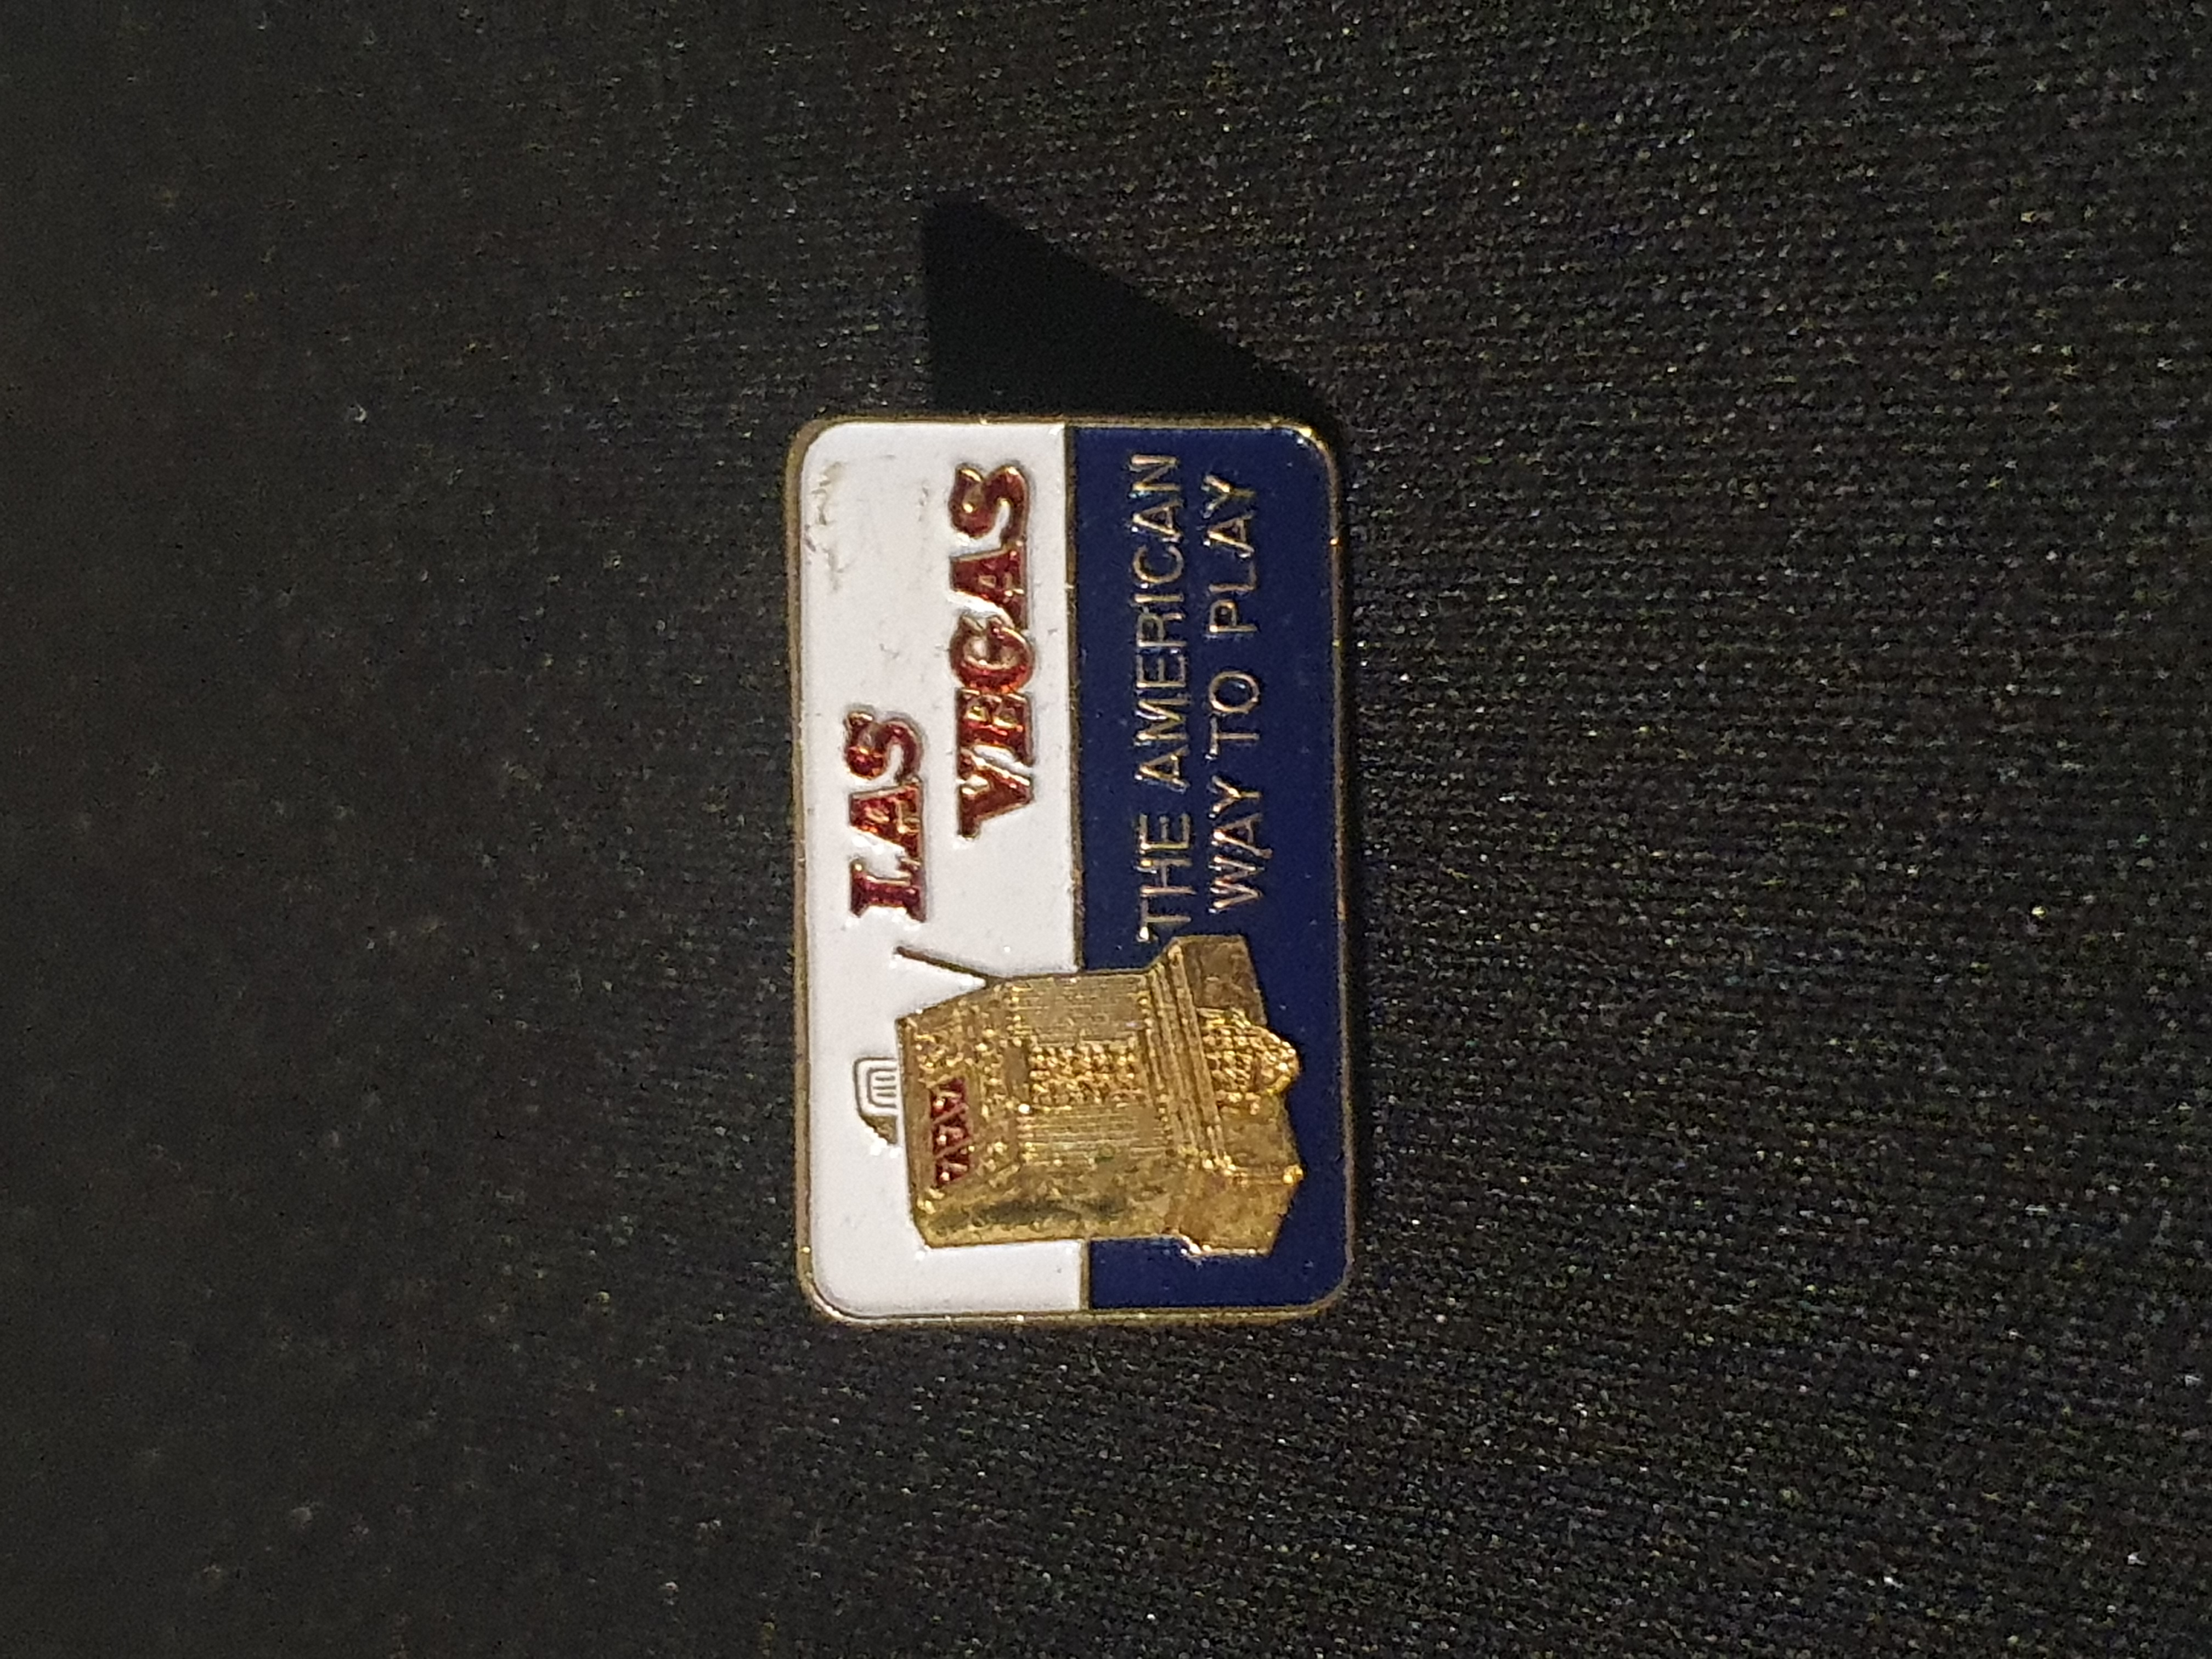 LAS
VEGAS
THE AMERICAN
WAY TO PLAY